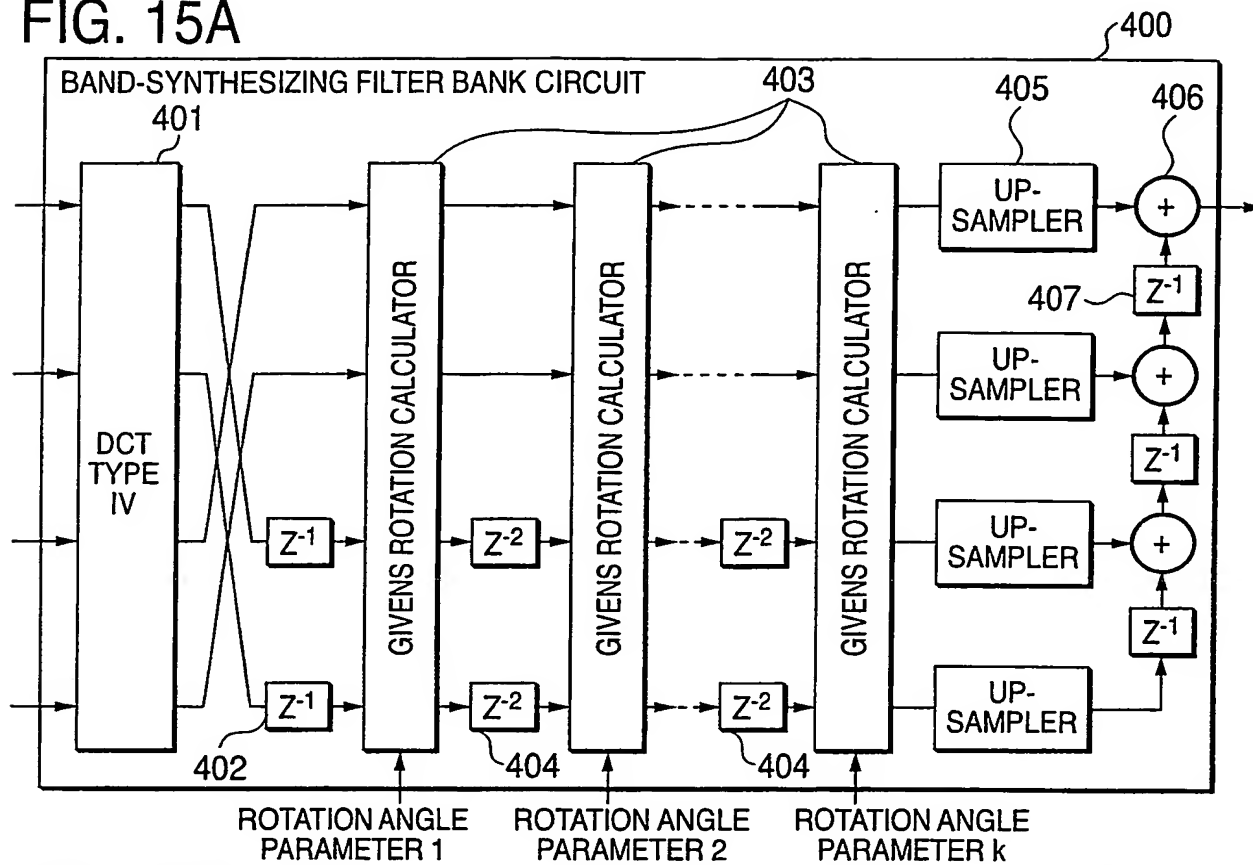 FIG. 15A
400
BAND-SYNTHESIZING FILTER BANK CIRCUIT
401
403
405
406
DCT
TYPE
IV
Z-1
Z-1
402
GIVENS ROTATION CALCULATOR
Z-2
Z-2
404
GIVENS ROTATION CALCULATOR
Z-2
Z-2
404
GIVENS ROTATION CALCULATOR
UP-
SAMPLER
+
407
Z-1
UP-
SAMPLER
+
Z-1
UP-
SAMPLER
+
Z-1
UP-
SAMPLER
ROTATION ANGLE
PARAMETER 1
ROTATION ANGLE
PARAMETER 2
ROTATION ANGLE
PARAMETER k